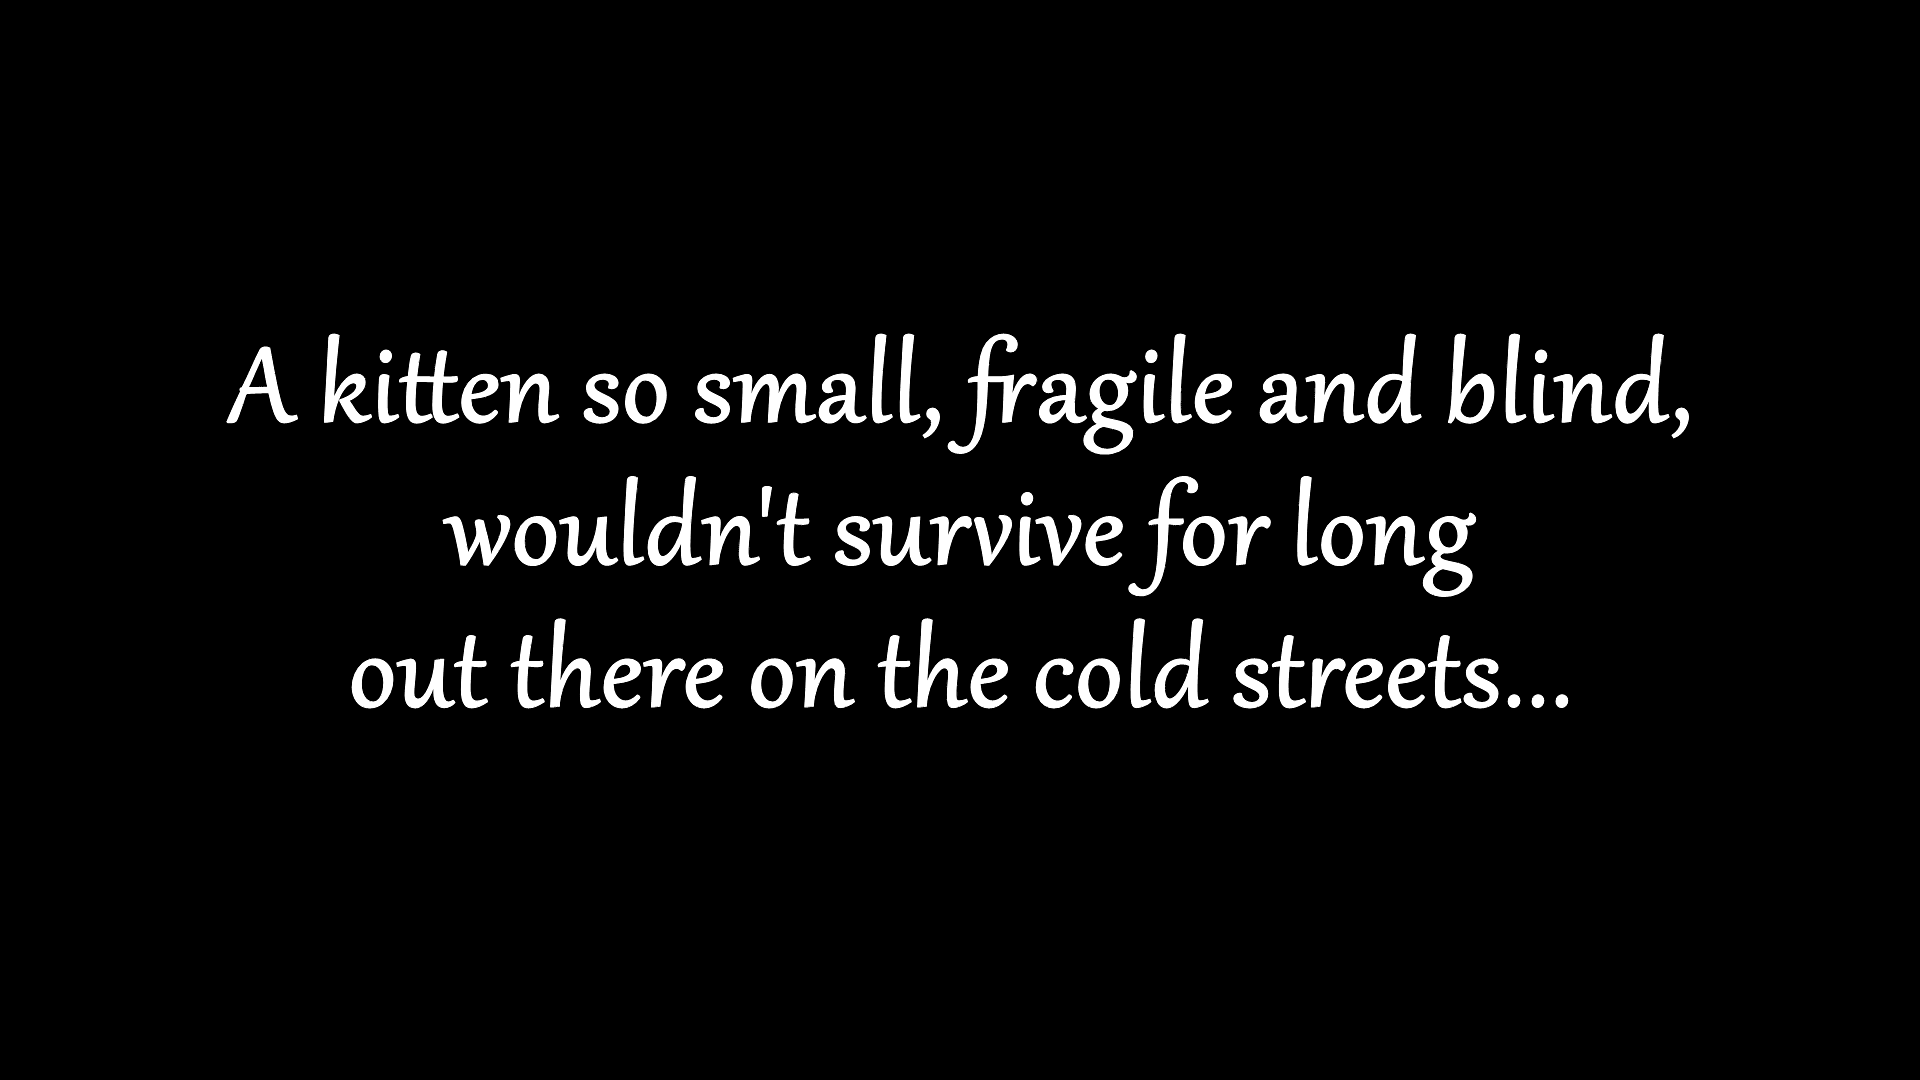 A kitten so small, fragile and blind,
wouldn't survive for long
out there on the cold streets...